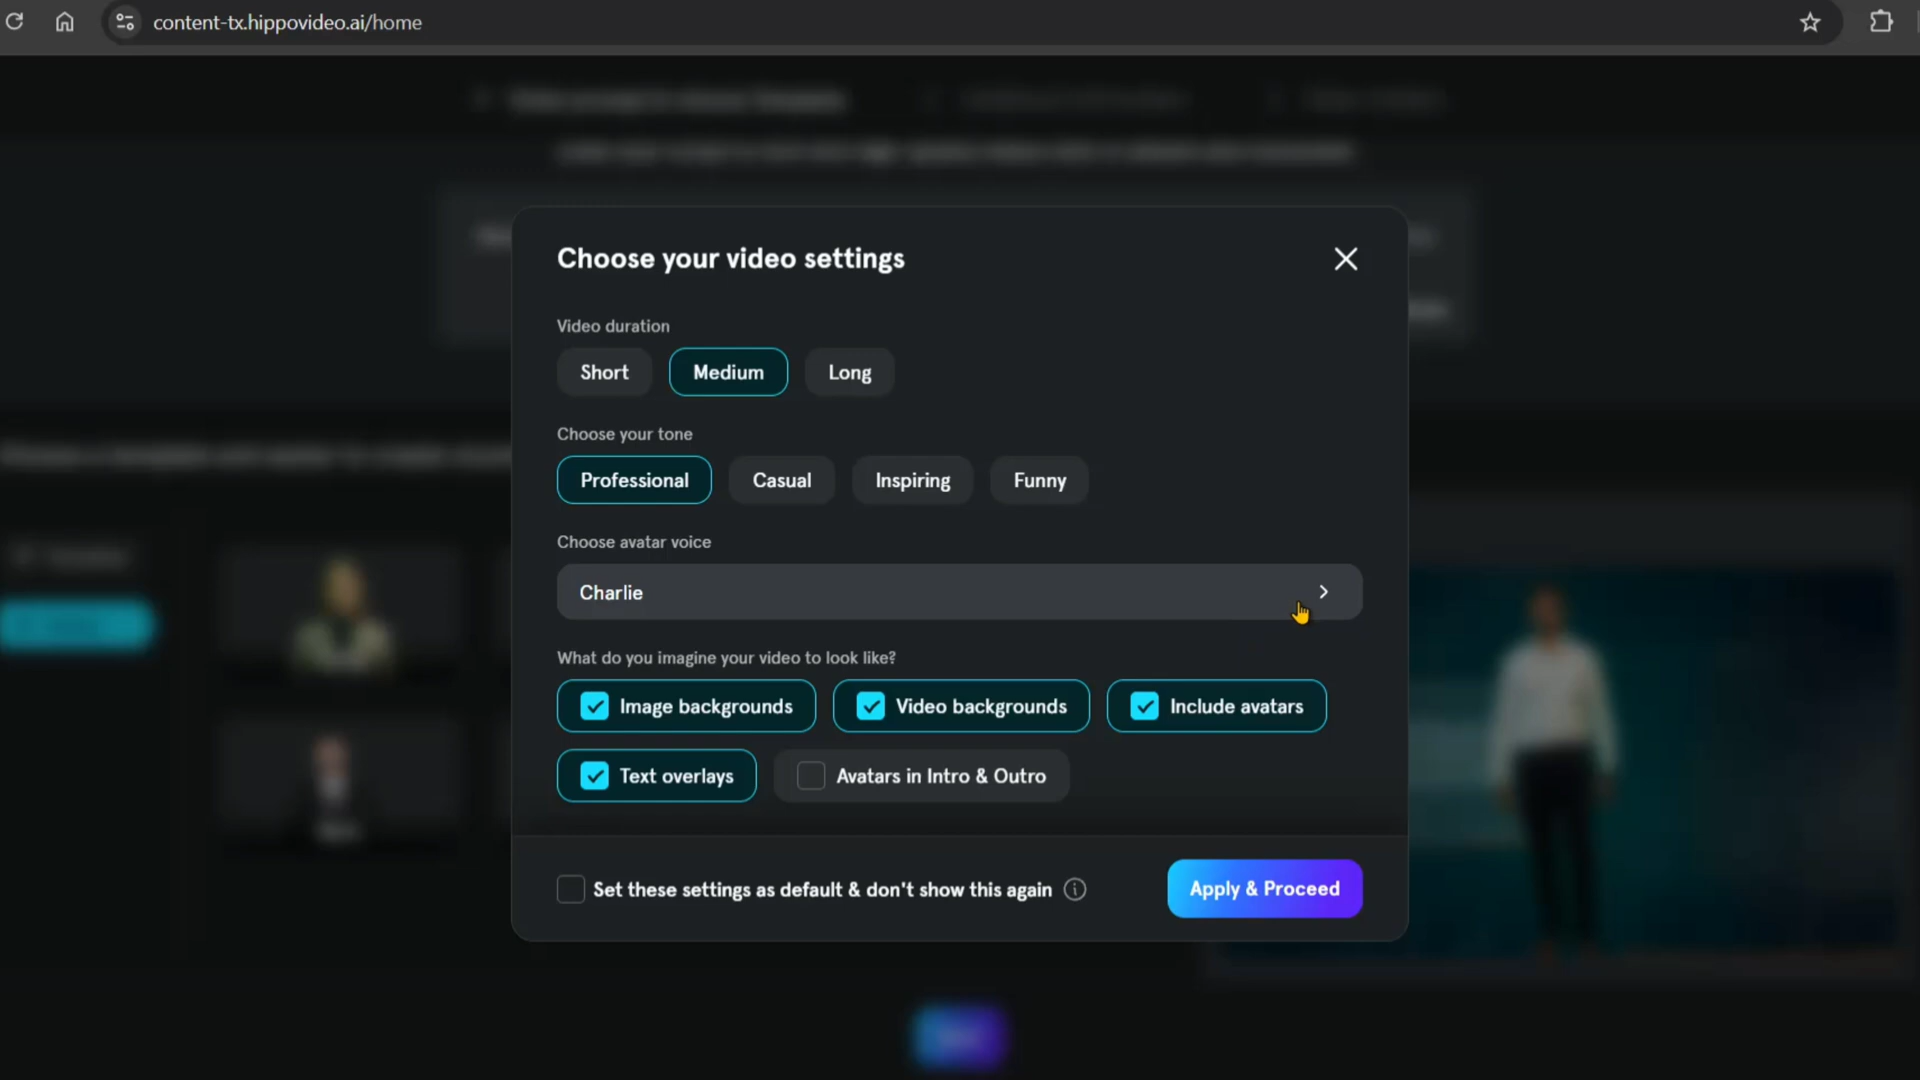 content-tx.hippovideo.ai/home
Choose your video settings
Video duration
Short Medium Long
Choose your tone
Professional Casual Inspiring Funny
Choose avatar voice
Charlie
What do you imagine your video to look like?
Image backgrounds Video backgrounds Include avatars
Text overlays Avatars in Intro & Outro
Set these settings as default & don't show this again Apply & Proceed